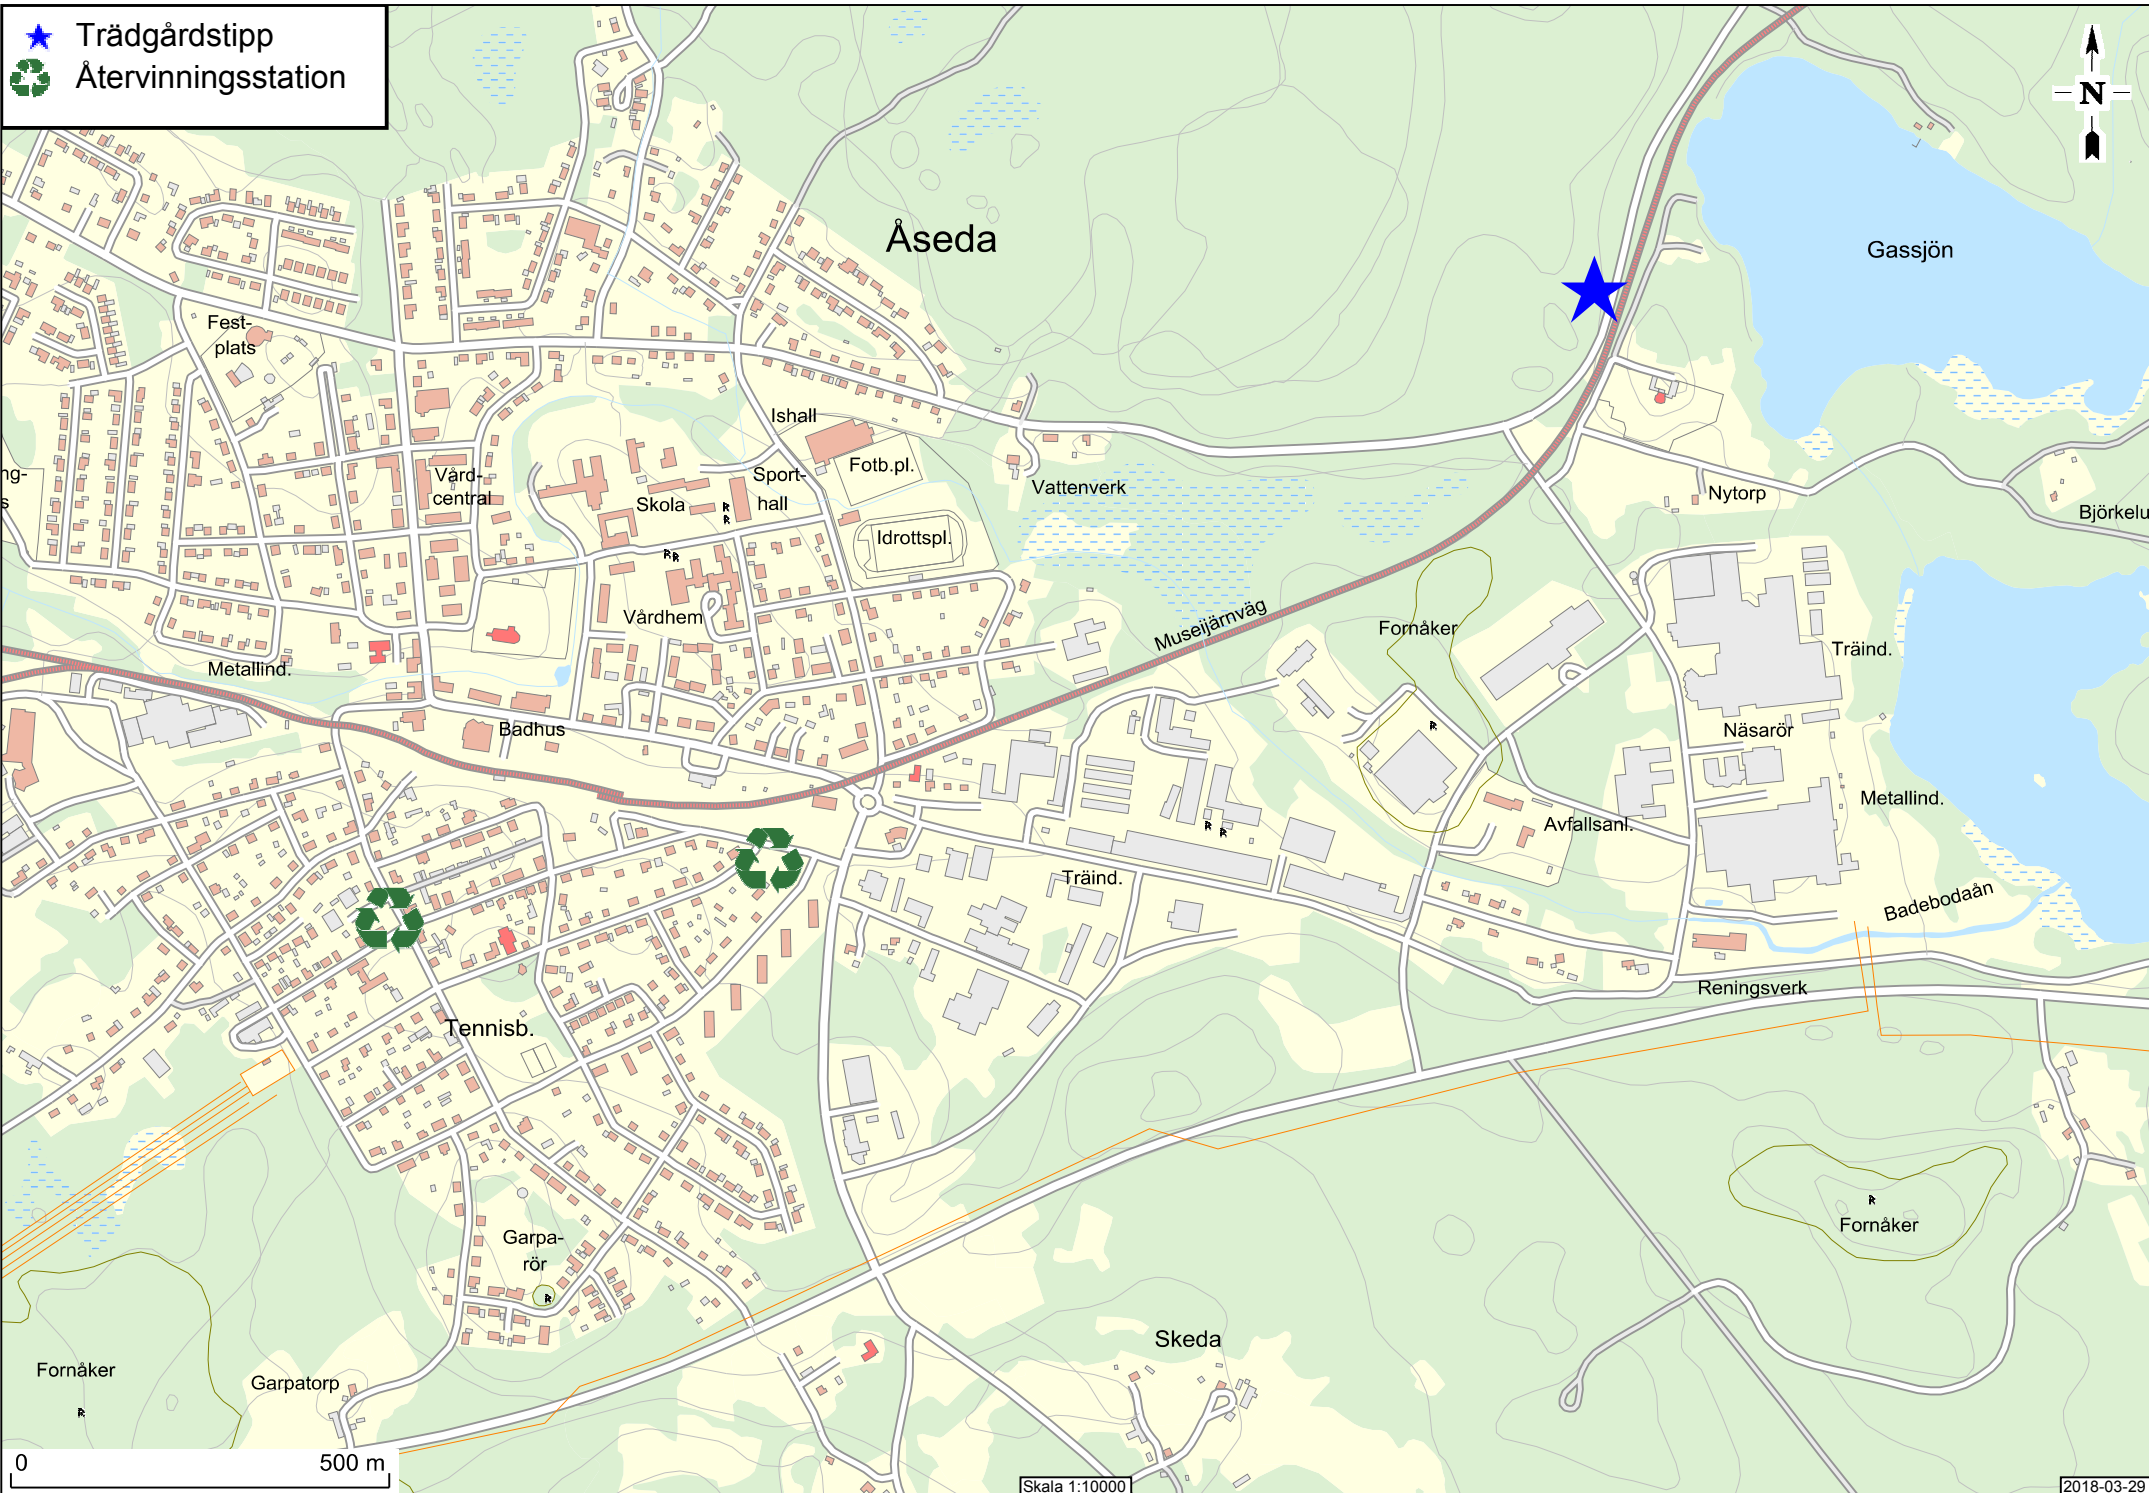 Trädgårdstipp
Återvinningsstation
N
Åseda
Gassjön
Fest-
plats
Ishall
Fotb.pl.
Vård-
central
Sport-
hall
Skola
Vattenverk
Nytorp
ng-
s
Björkelu
Idrottspl.
Vårdhem
Museijärnväg
Fornåker
Träind.
Metallind.
Badhus
Näsarör
Metallind.
Avfallsanl.
Träind.
Badebodaån
Reningsverk
Tennisb.
Fornåker
Garpa-
rör
Skeda
Fornåker
Garpatorp
0 500 m
Skala 1:10000
2018-03-29